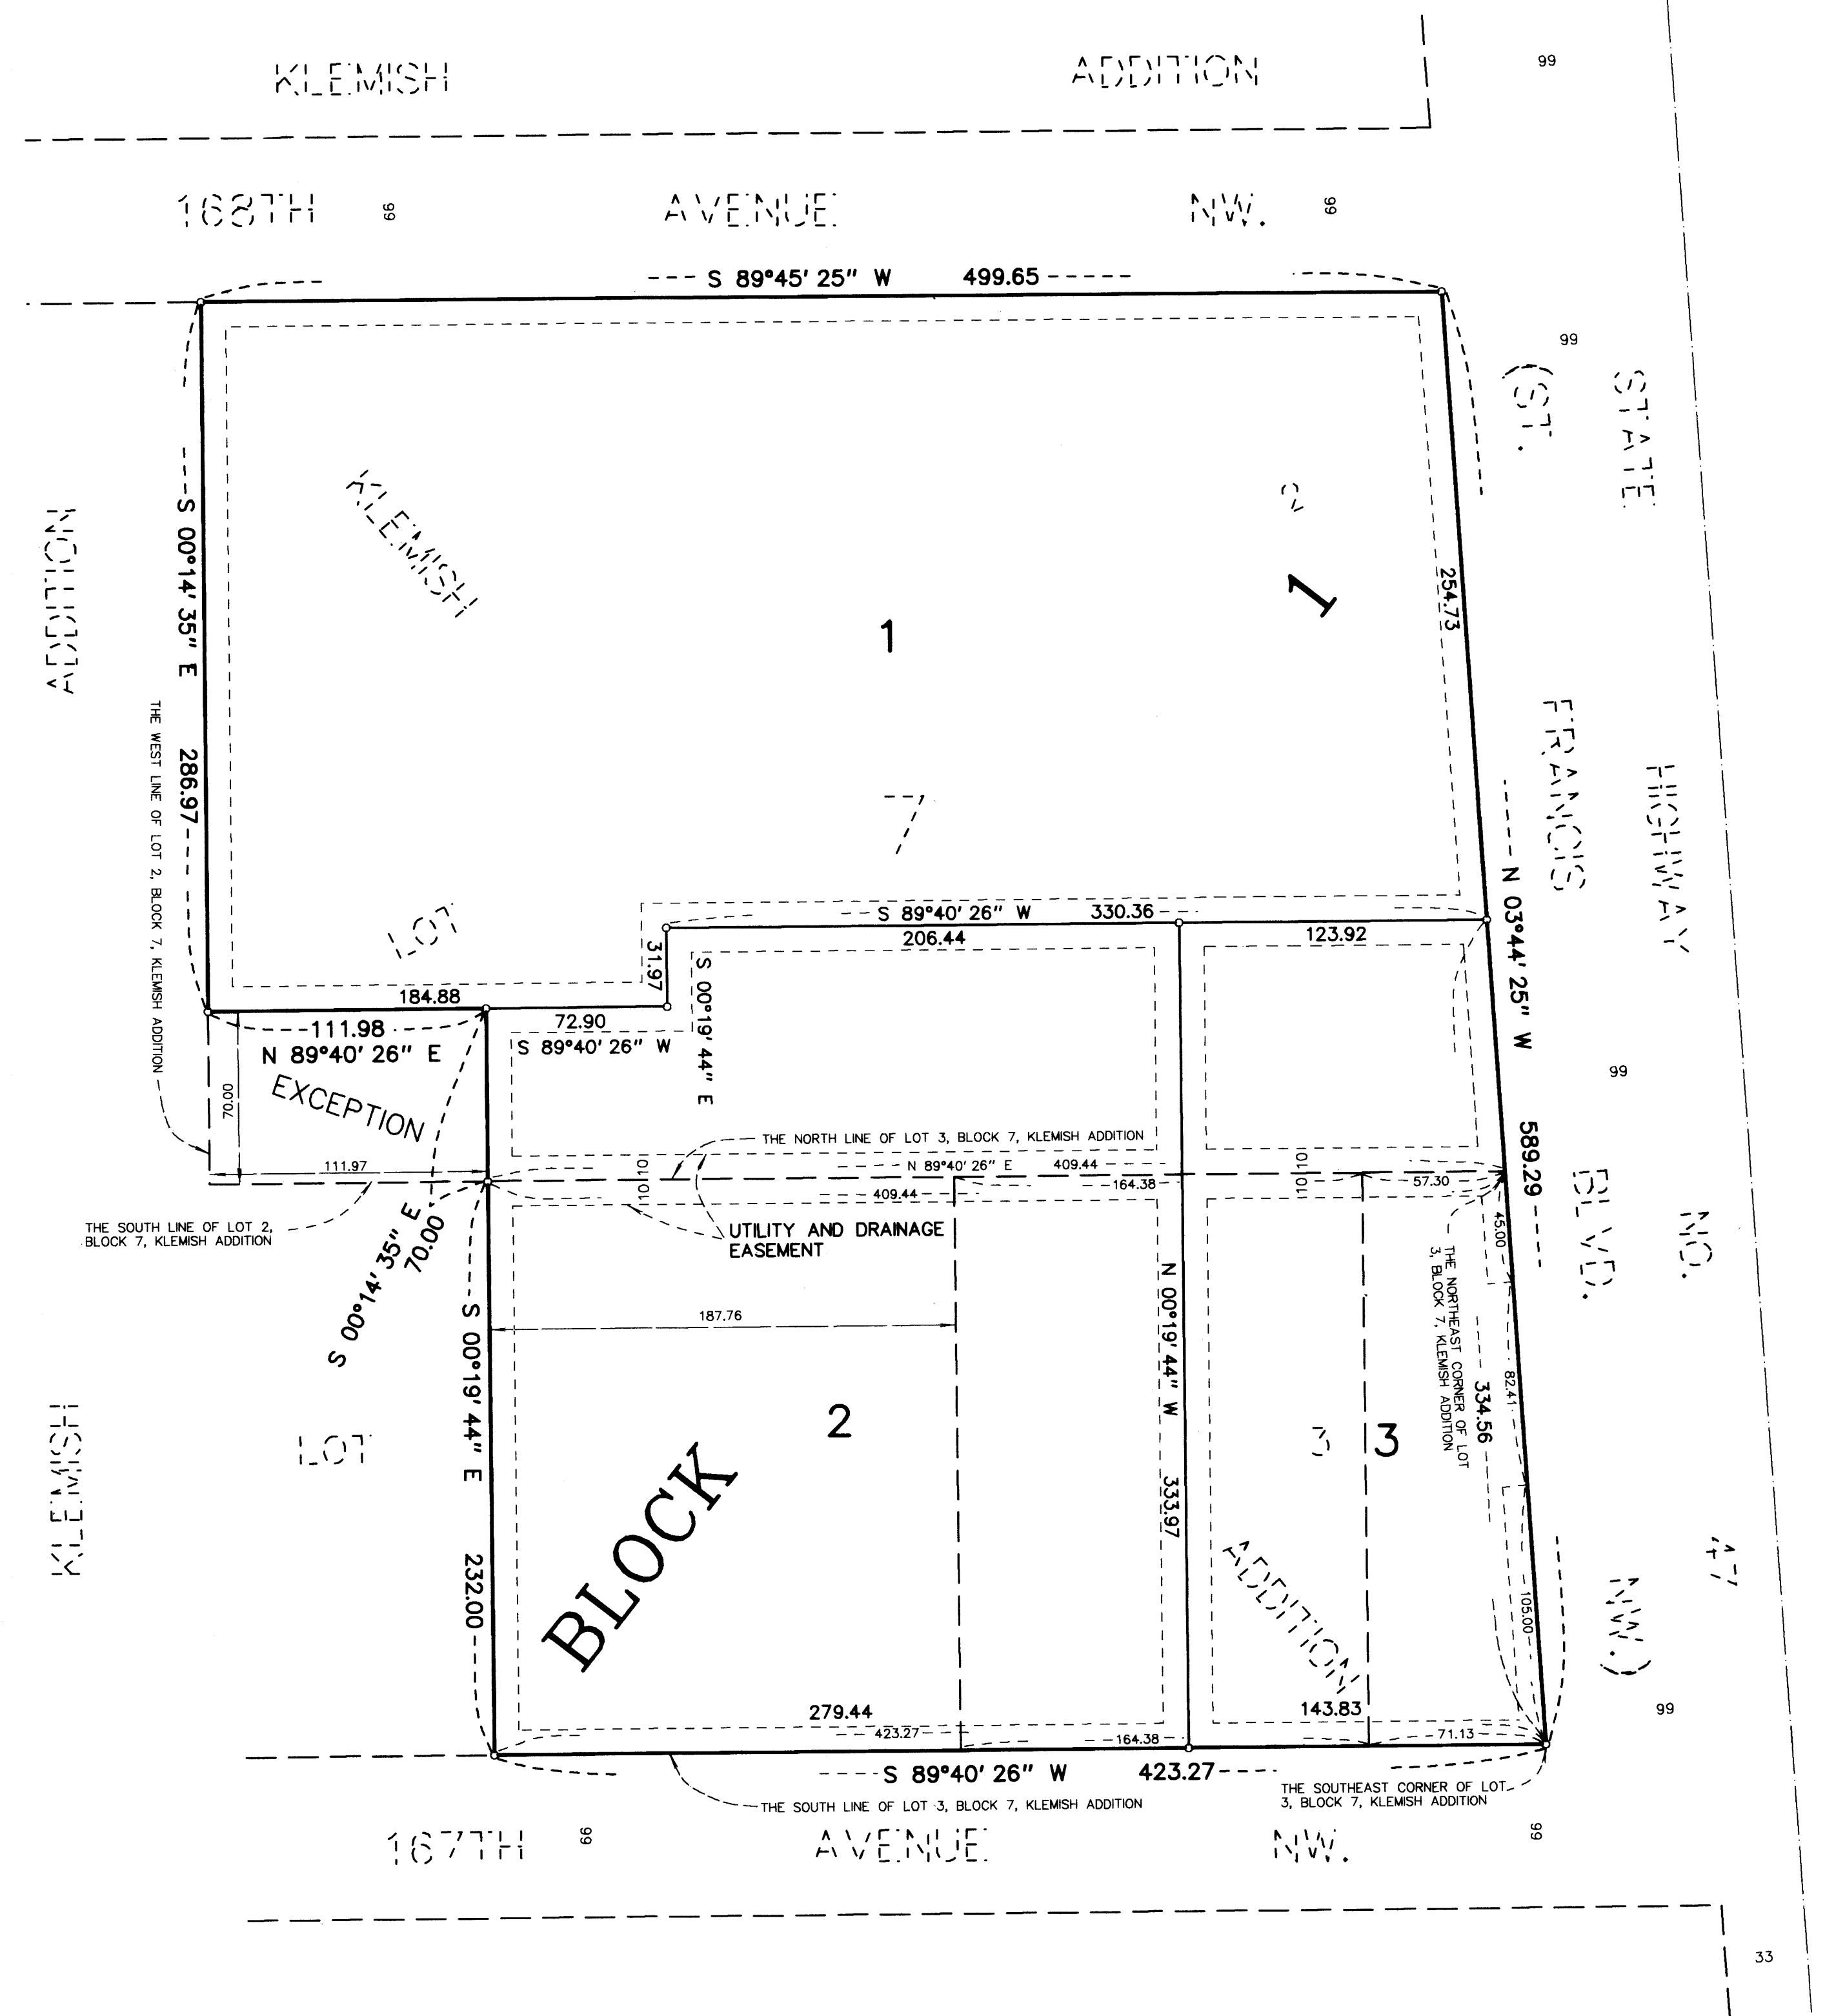 KLEMISH ADDITION
66
168TH 66 AVENUE NW. 66
S 89°45' 25" W 499.65
66
(ST. FRANCIS BLVD. NW.)
STATE HIGHWAY NO. 47
ADDITION
S 00°14' 35" E 286.97
THE WEST LINE OF LOT 2, BLOCK 7, KLEMISH ADDITION
KLEMISH
2
1
1
254.73
7
LOT
N 03°44' 25" W 589.29
S 89°40' 26" W 330.36
206.44
123.92
31.97
S 00°19' 44" E
184.88
111.98
N 89°40' 26" E
72.90
S 89°40' 26" W
70.00
EXCEPTION
66
THE NORTH LINE OF LOT 3, BLOCK 7, KLEMISH ADDITION
111.97
10 10
N 89°40' 26" E 409.44
10 10
409.44
164.38
57.30
THE SOUTH LINE OF LOT 2,
BLOCK 7, KLEMISH ADDITION
S 00°14' 35" E
70.00
UTILITY AND DRAINAGE
EASEMENT
45.00
THE NORTHEAST CORNER OF LOT
3, BLOCK 7, KLEMISH ADDITION
187.76
S 00°19' 44" E 232.00
N 00°19' 44" W 333.97
82.41
334.56
2
3
3
KLEMISH
LOT
BLOCK
ADDITION
105.00
279.44
143.83
66
423.27
164.38
71.13
S 89°40' 26" W 423.27
THE SOUTH LINE OF LOT 3, BLOCK 7, KLEMISH ADDITION
THE SOUTHEAST CORNER OF LOT
3, BLOCK 7, KLEMISH ADDITION
167TH 66 AVENUE NW. 66
33